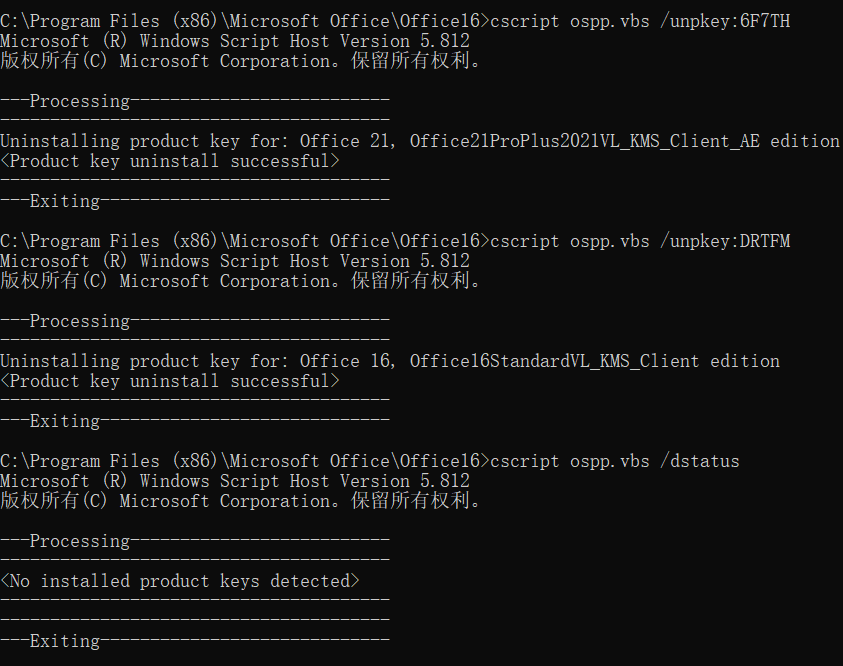 C:\Program Files (x86)\Microsoft Office\Office16>cscript ospp.vbs /unpkey:6F7TH
Microsoft (R) Windows Script Host Version 5.812
版权所有(C) Microsoft Corporation。保留所有权利。
---Processing--------------------------
---------------------------------------
Uninstalling product key for: Office 21, Office21ProPlus2021VL_KMS_Client_AE edition
<Product key uninstall successful>
---------------------------------------
---Exiting-----------------------------
C:\Program Files (x86)\Microsoft Office\Office16>cscript ospp.vbs /unpkey:DRTFM
Microsoft (R) Windows Script Host Version 5.812
版权所有(C) Microsoft Corporation。保留所有权利。
---Processing--------------------------
---------------------------------------
Uninstalling product key for: Office 16, Office16StandardVL_KMS_Client edition
<Product key uninstall successful>
---------------------------------------
---Exiting-----------------------------
C:\Program Files (x86)\Microsoft Office\Office16>cscript ospp.vbs /dstatus
Microsoft (R) Windows Script Host Version 5.812
版权所有(C) Microsoft Corporation。保留所有权利。
---Processing--------------------------
---------------------------------------
<No installed product keys detected>
---------------------------------------
---------------------------------------
---Exiting-----------------------------